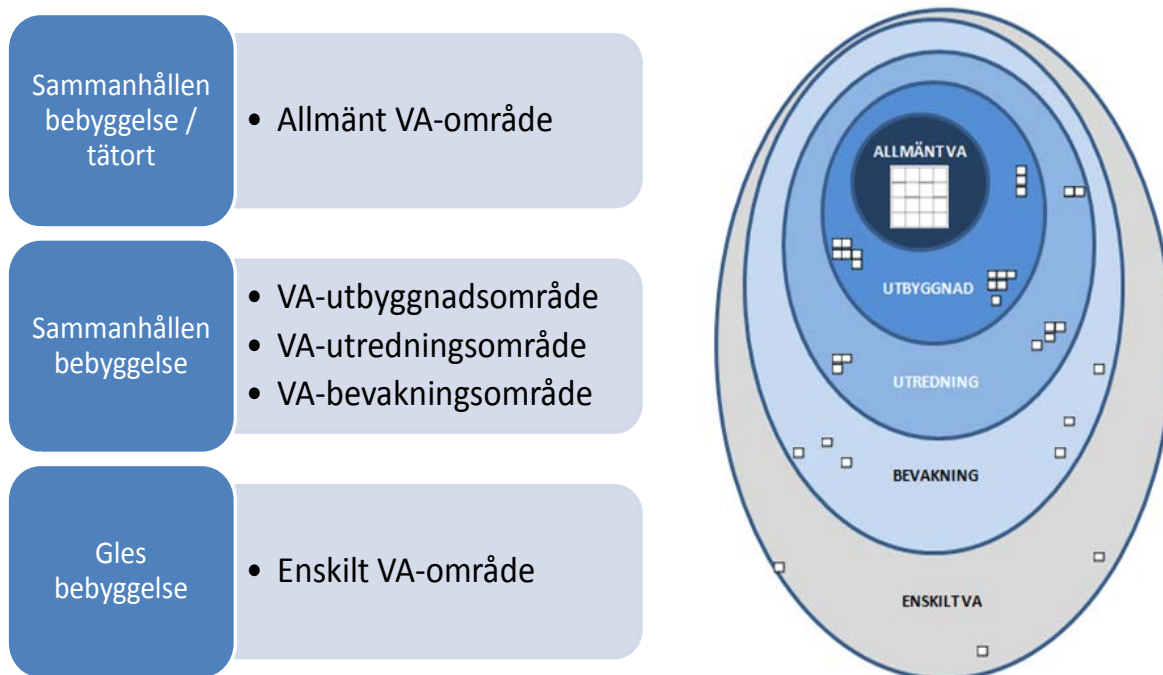 Sammanhållen
bebyggelse /
tätort
• Allmänt VA-område
Sammanhållen
bebyggelse
• VA-utbyggnadsområde
• VA-utredningsområde
• VA-bevakningsområde
Gles
bebyggelse
• Enskilt VA-område
ALLMÄNT VA
UTBYGGNAD
UTREDNING
BEVAKNING
ENSKILT VA